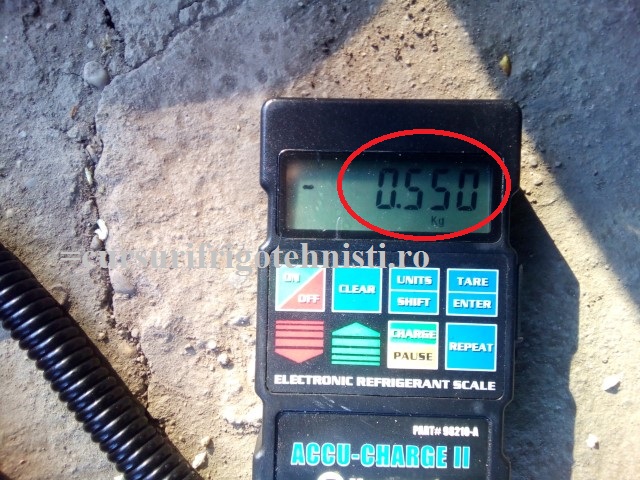 - 0.550
Kg
=cursurifrigotehnisti.ro
ON OFF
CLEAR
UNITS
SHIFT
TARE
ENTER
CHARGE
PAUSE
REPEAT
ELECTRONIC REFRIGERANT SCALE
PART# 98210-A
ACCU-CHARGE II